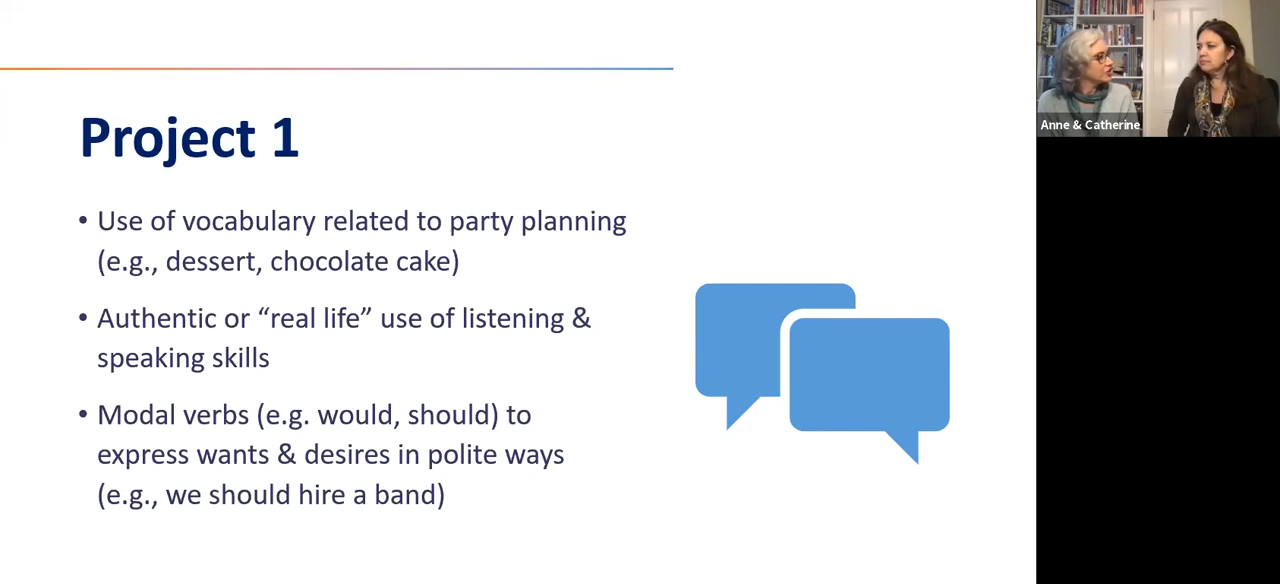 Project 1
• Use of vocabulary related to party planning
(e.g., dessert, chocolate cake)
• Authentic or “real life” use of listening &
speaking skills
• Modal verbs (e.g. would, should) to
express wants & desires in polite ways
(e.g., we should hire a band)
Anne & Catherine